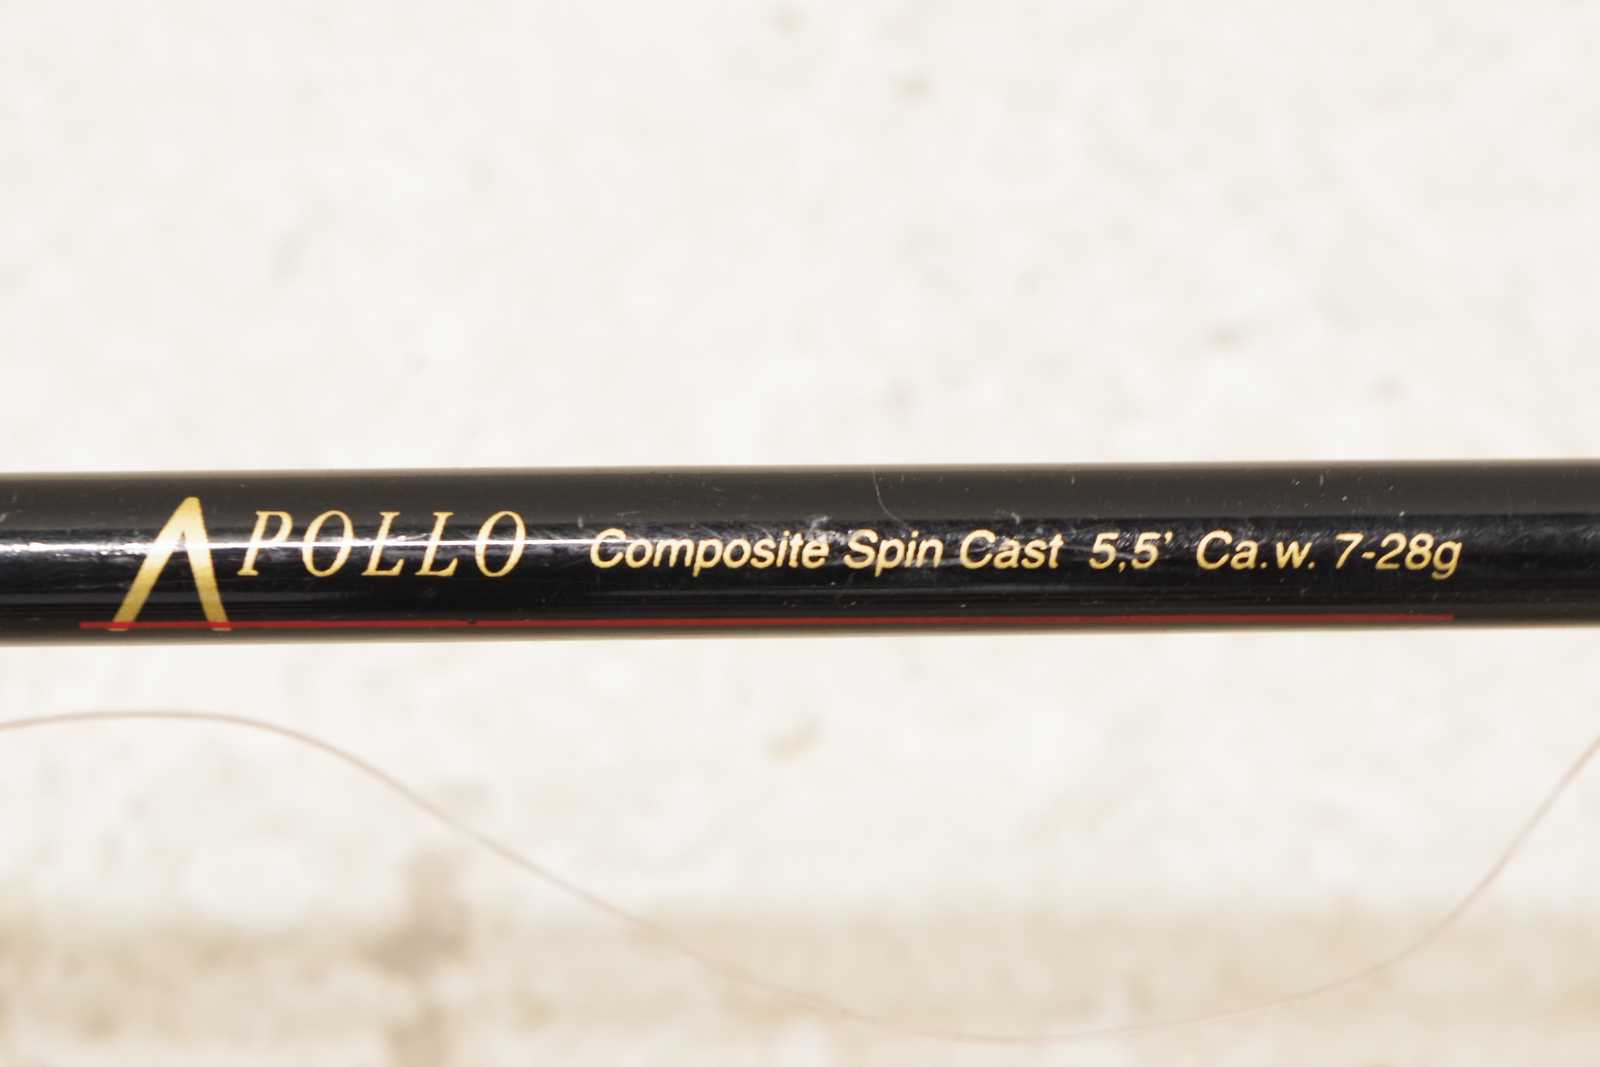 APOLLO Composite Spin Cast 5,5' Ca.w. 7-28g